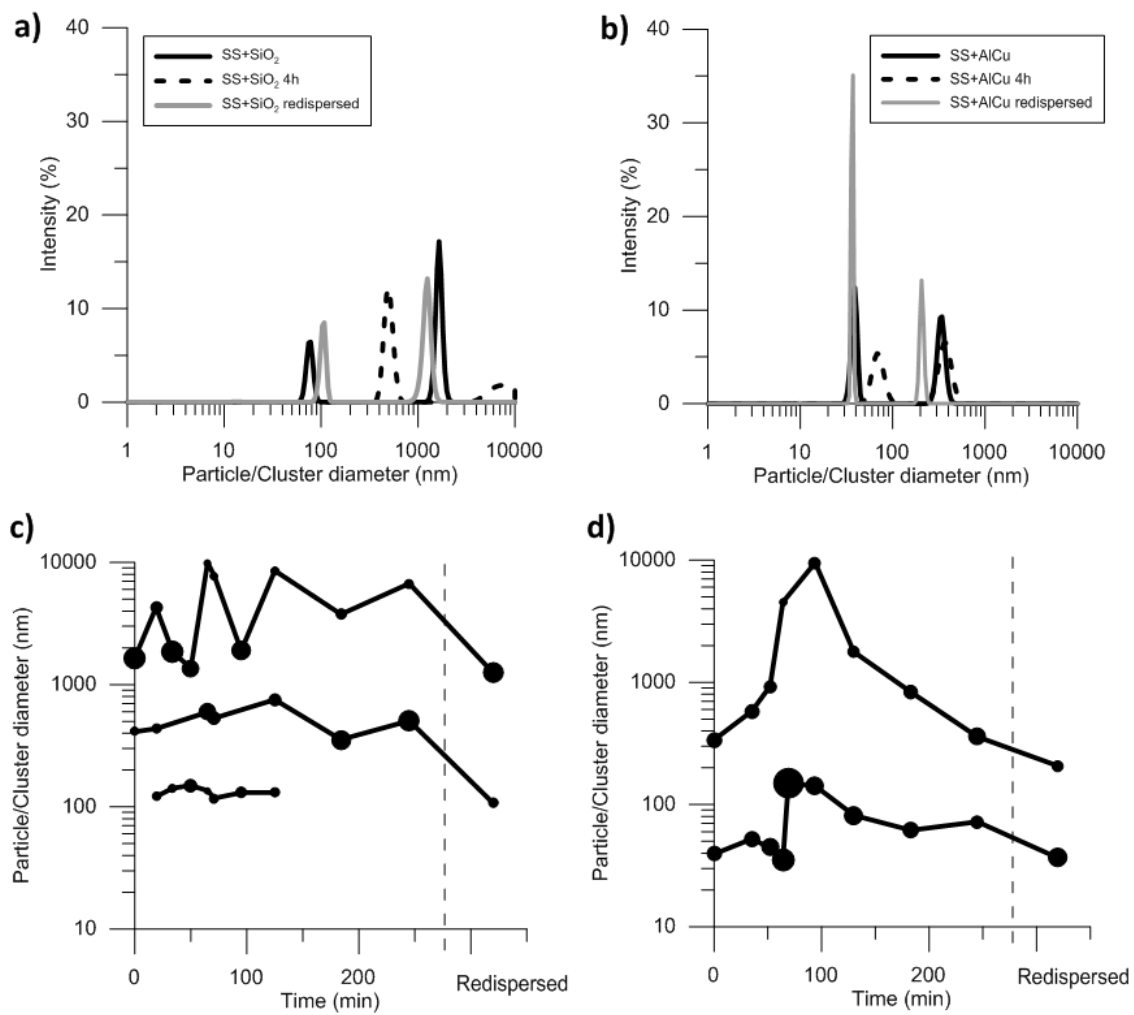 a)
40
30
20
10
0
Intensity (%)
SS+SiO₂
SS+SiO₂ 4h
SS+SiO₂ redispersed
1 10 100 1000 10000
Particle/Cluster diameter (nm)
b)
40
30
20
10
0
Intensity (%)
SS+AlCu
SS+AlCu 4h
SS+AlCu redispersed
1 10 100 1000 10000
Particle/Cluster diameter (nm)
c)
10000
1000
100
10
Particle/Cluster diameter (nm)
0 100 200 Redispersed
Time (min)
d)
10000
1000
100
10
Particle/Cluster diameter (nm)
0 100 200 Redispersed
Time (min)